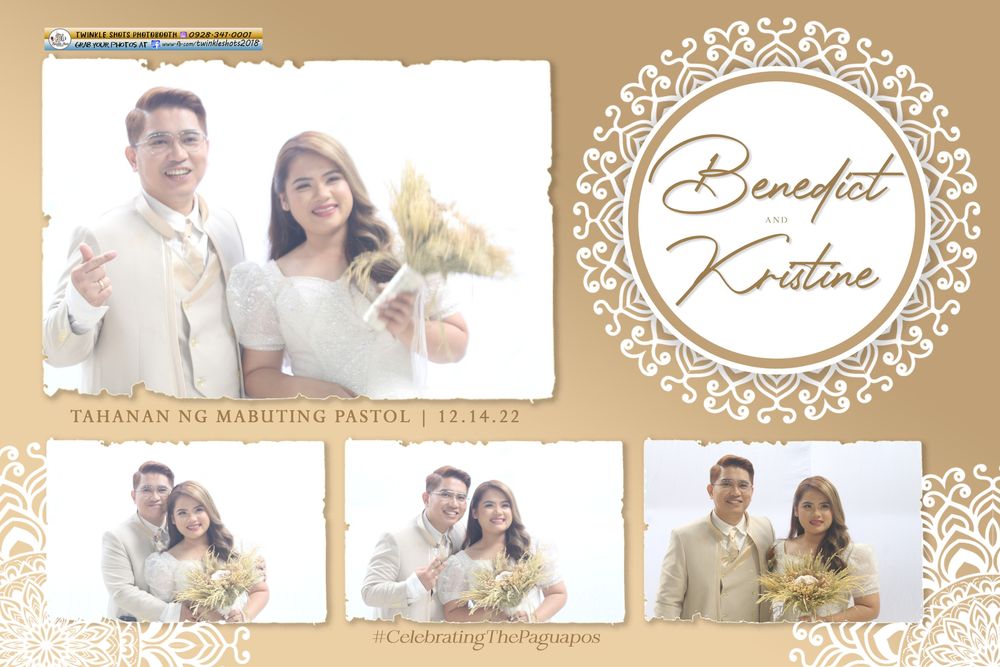 TWINKLE SHOTS PHOTOBOOTH 0928-341-0001
GRAB YOUR PHOTOS AT www.fb.com/twinkleshots2018
Benedict
AND
Kristine
TAHANAN NG MABUTING PASTOL | 12.14.22
#CelebratingThePaguapos